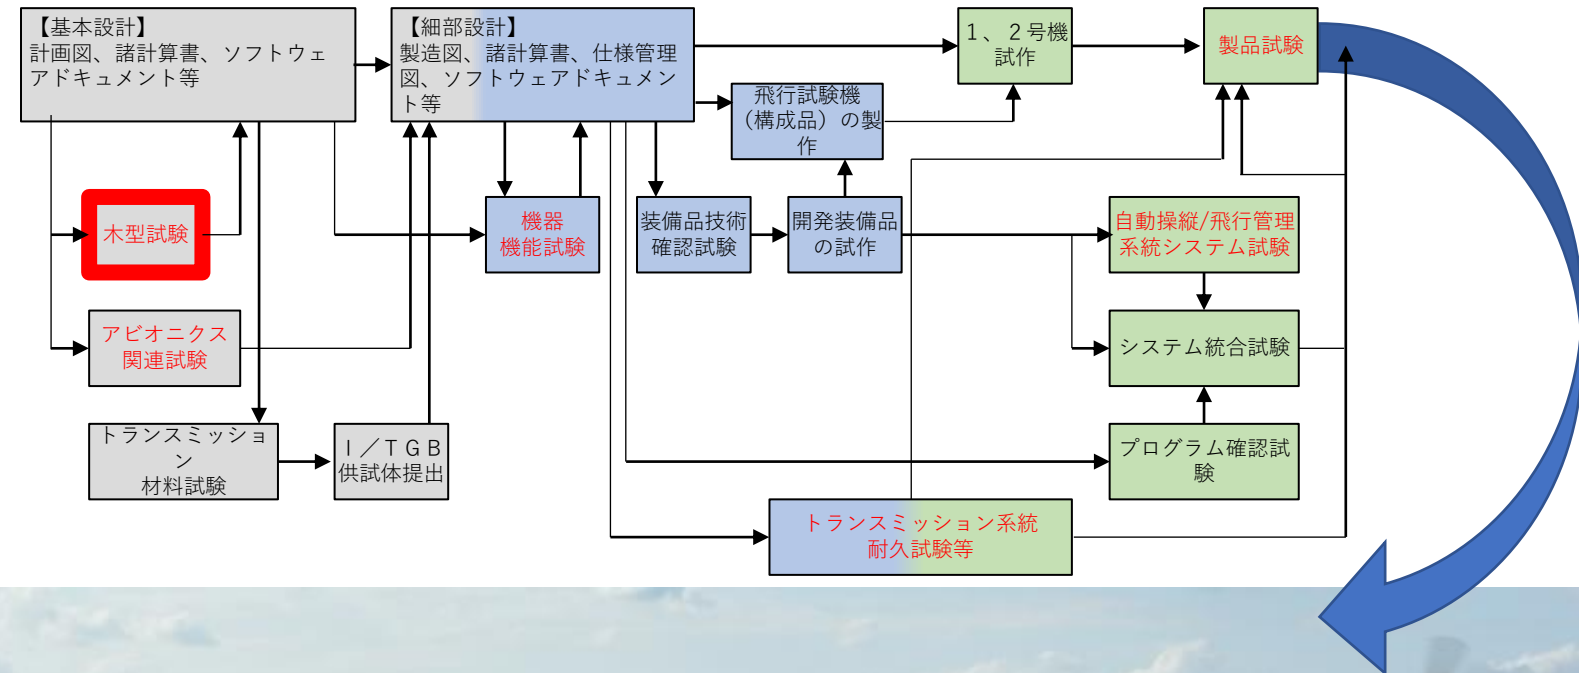 【基本設計】
計画図、諸計算書、ソフトウェ
アドキュメント等
【細部設計】
製造図、諸計算書、仕様管理
図、ソフトウェアドキュメン
ト等
１、２号機
試作
製品試験
飛行試験機
（構成品）の製
作
木型試験
機器
機能試験
装備品技術
確認試験
開発装備品
の試作
自動操縦/飛行管理
系統システム試験
アビオニクス
関連試験
システム統合試験
トランスミッショ
ン
材料試験
Ｉ／ＴＧＢ
供試体提出
プログラム確認試
験
トランスミッション系統
耐久試験等